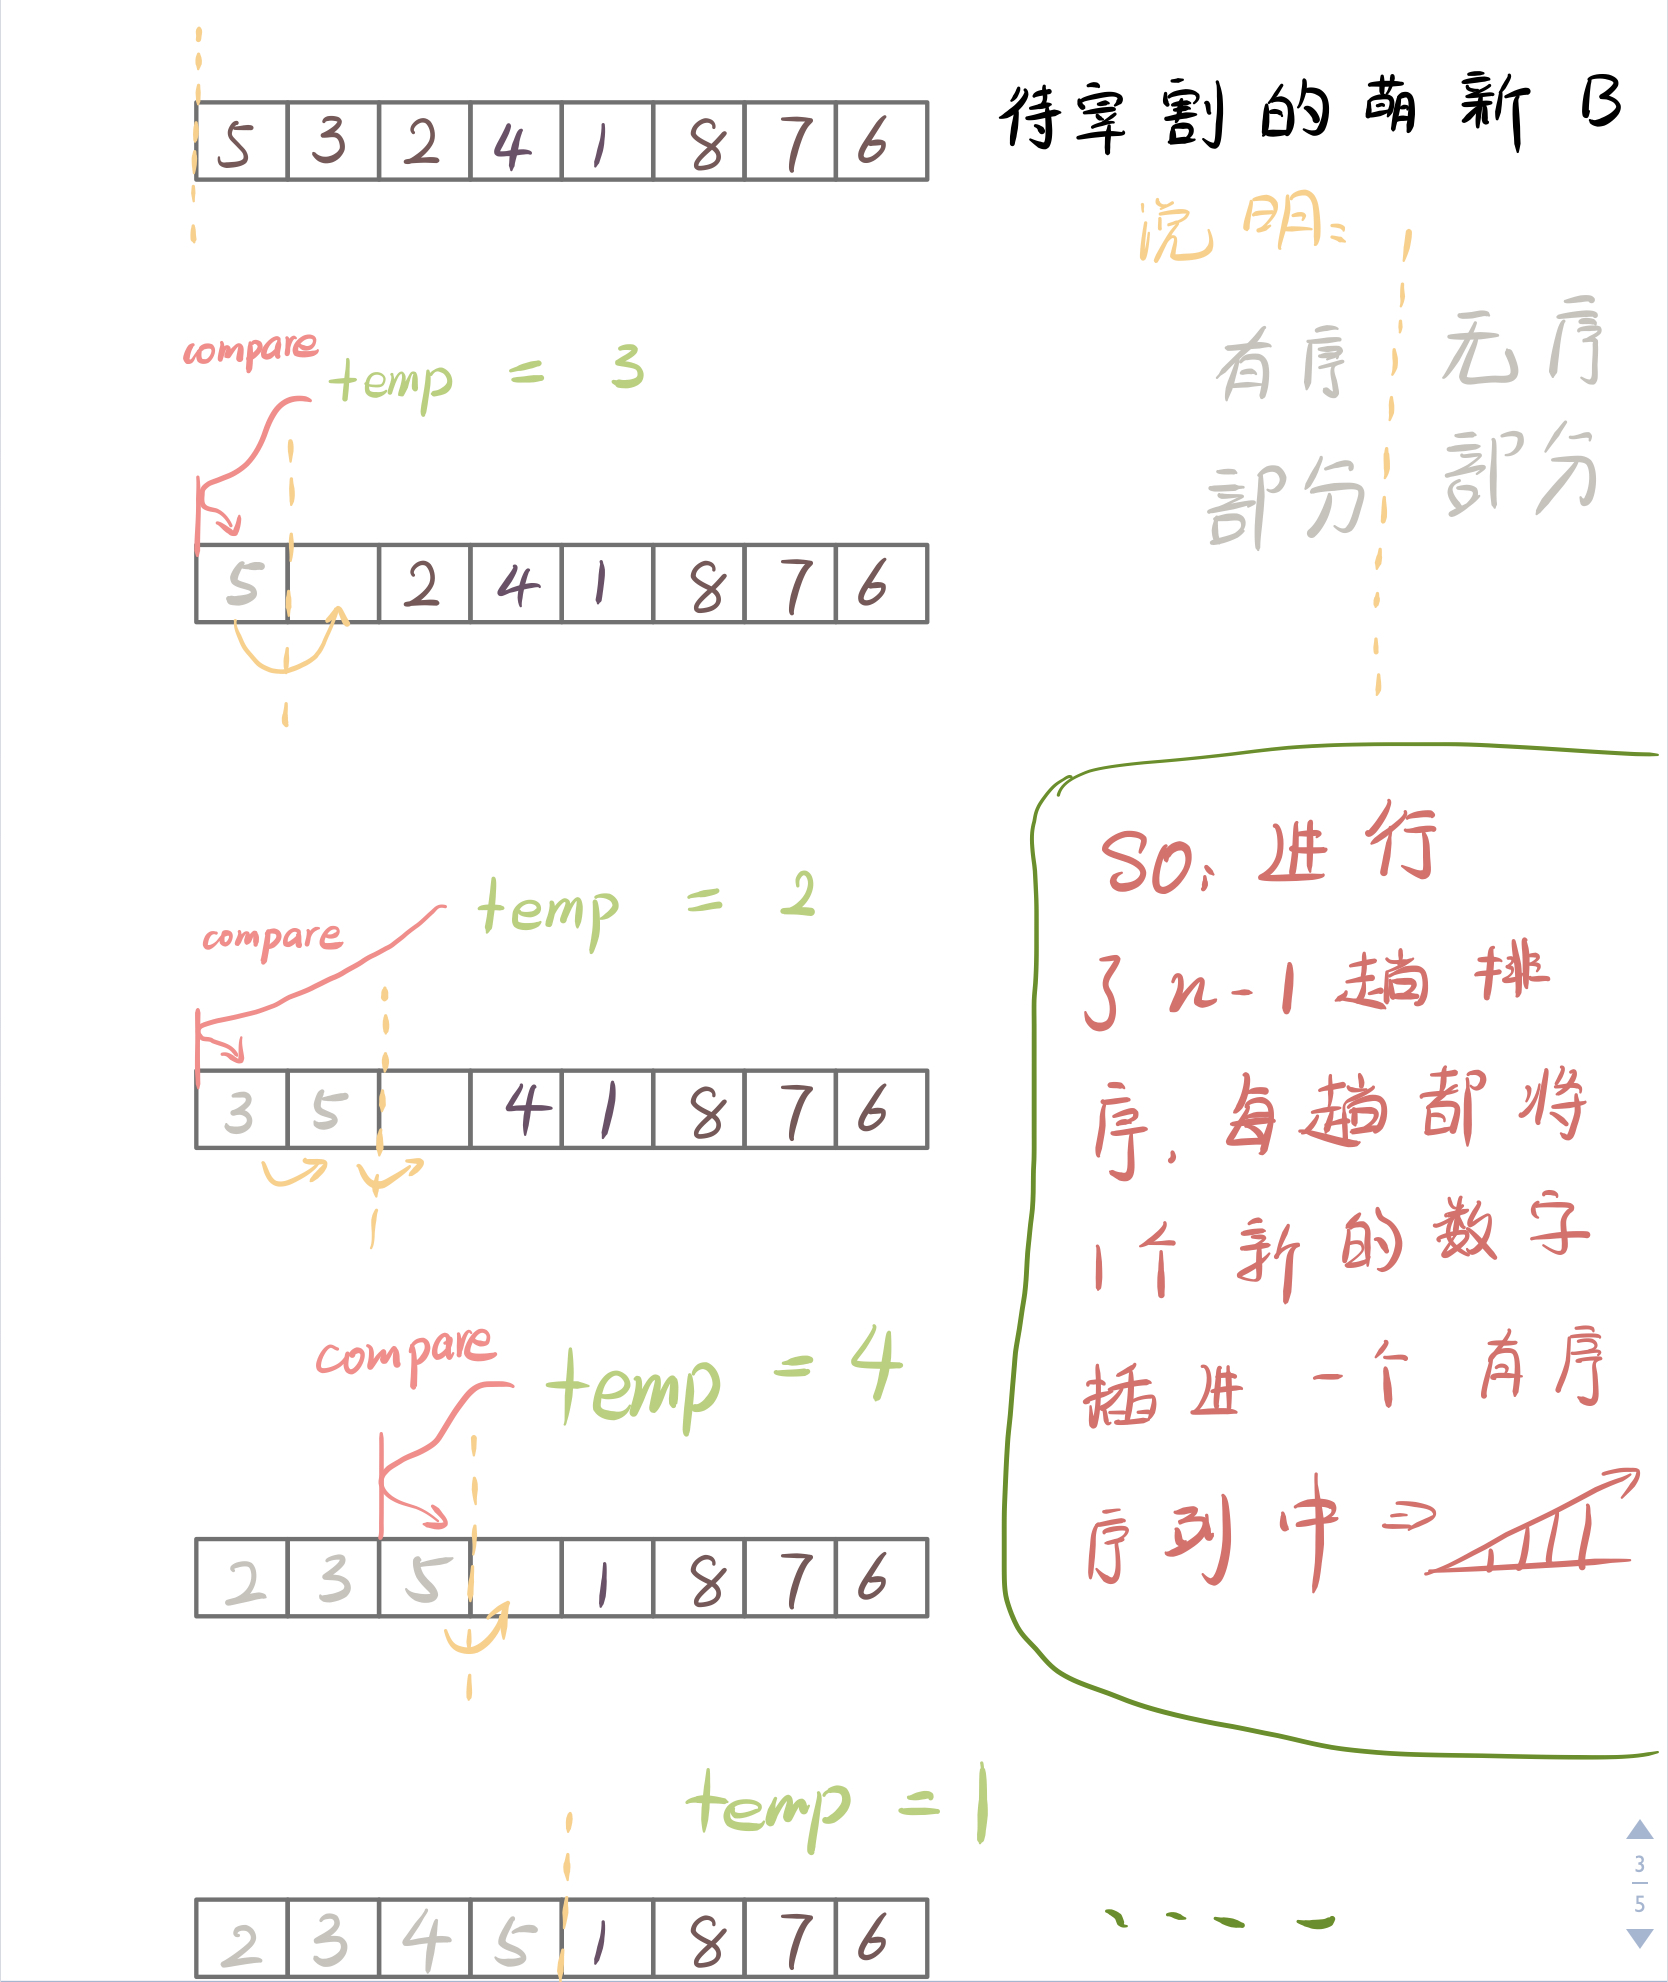 待宰割的萌新B
5 3 2 4 1 8 7 6
说明:
有序 无序
部分 部分
compare
temp = 3
5 2 4 1 8 7 6
temp = 2
compare
3 5 4 1 8 7 6
compare
temp = 4
2 3 5 1 8 7 6
temp = 1
2 3 4 5 1 8 7 6
SO: 进行
了 n-1 趟排
序, 每趟都将
1个新的数字
插进一个有序
序列中 ⇒
3
5